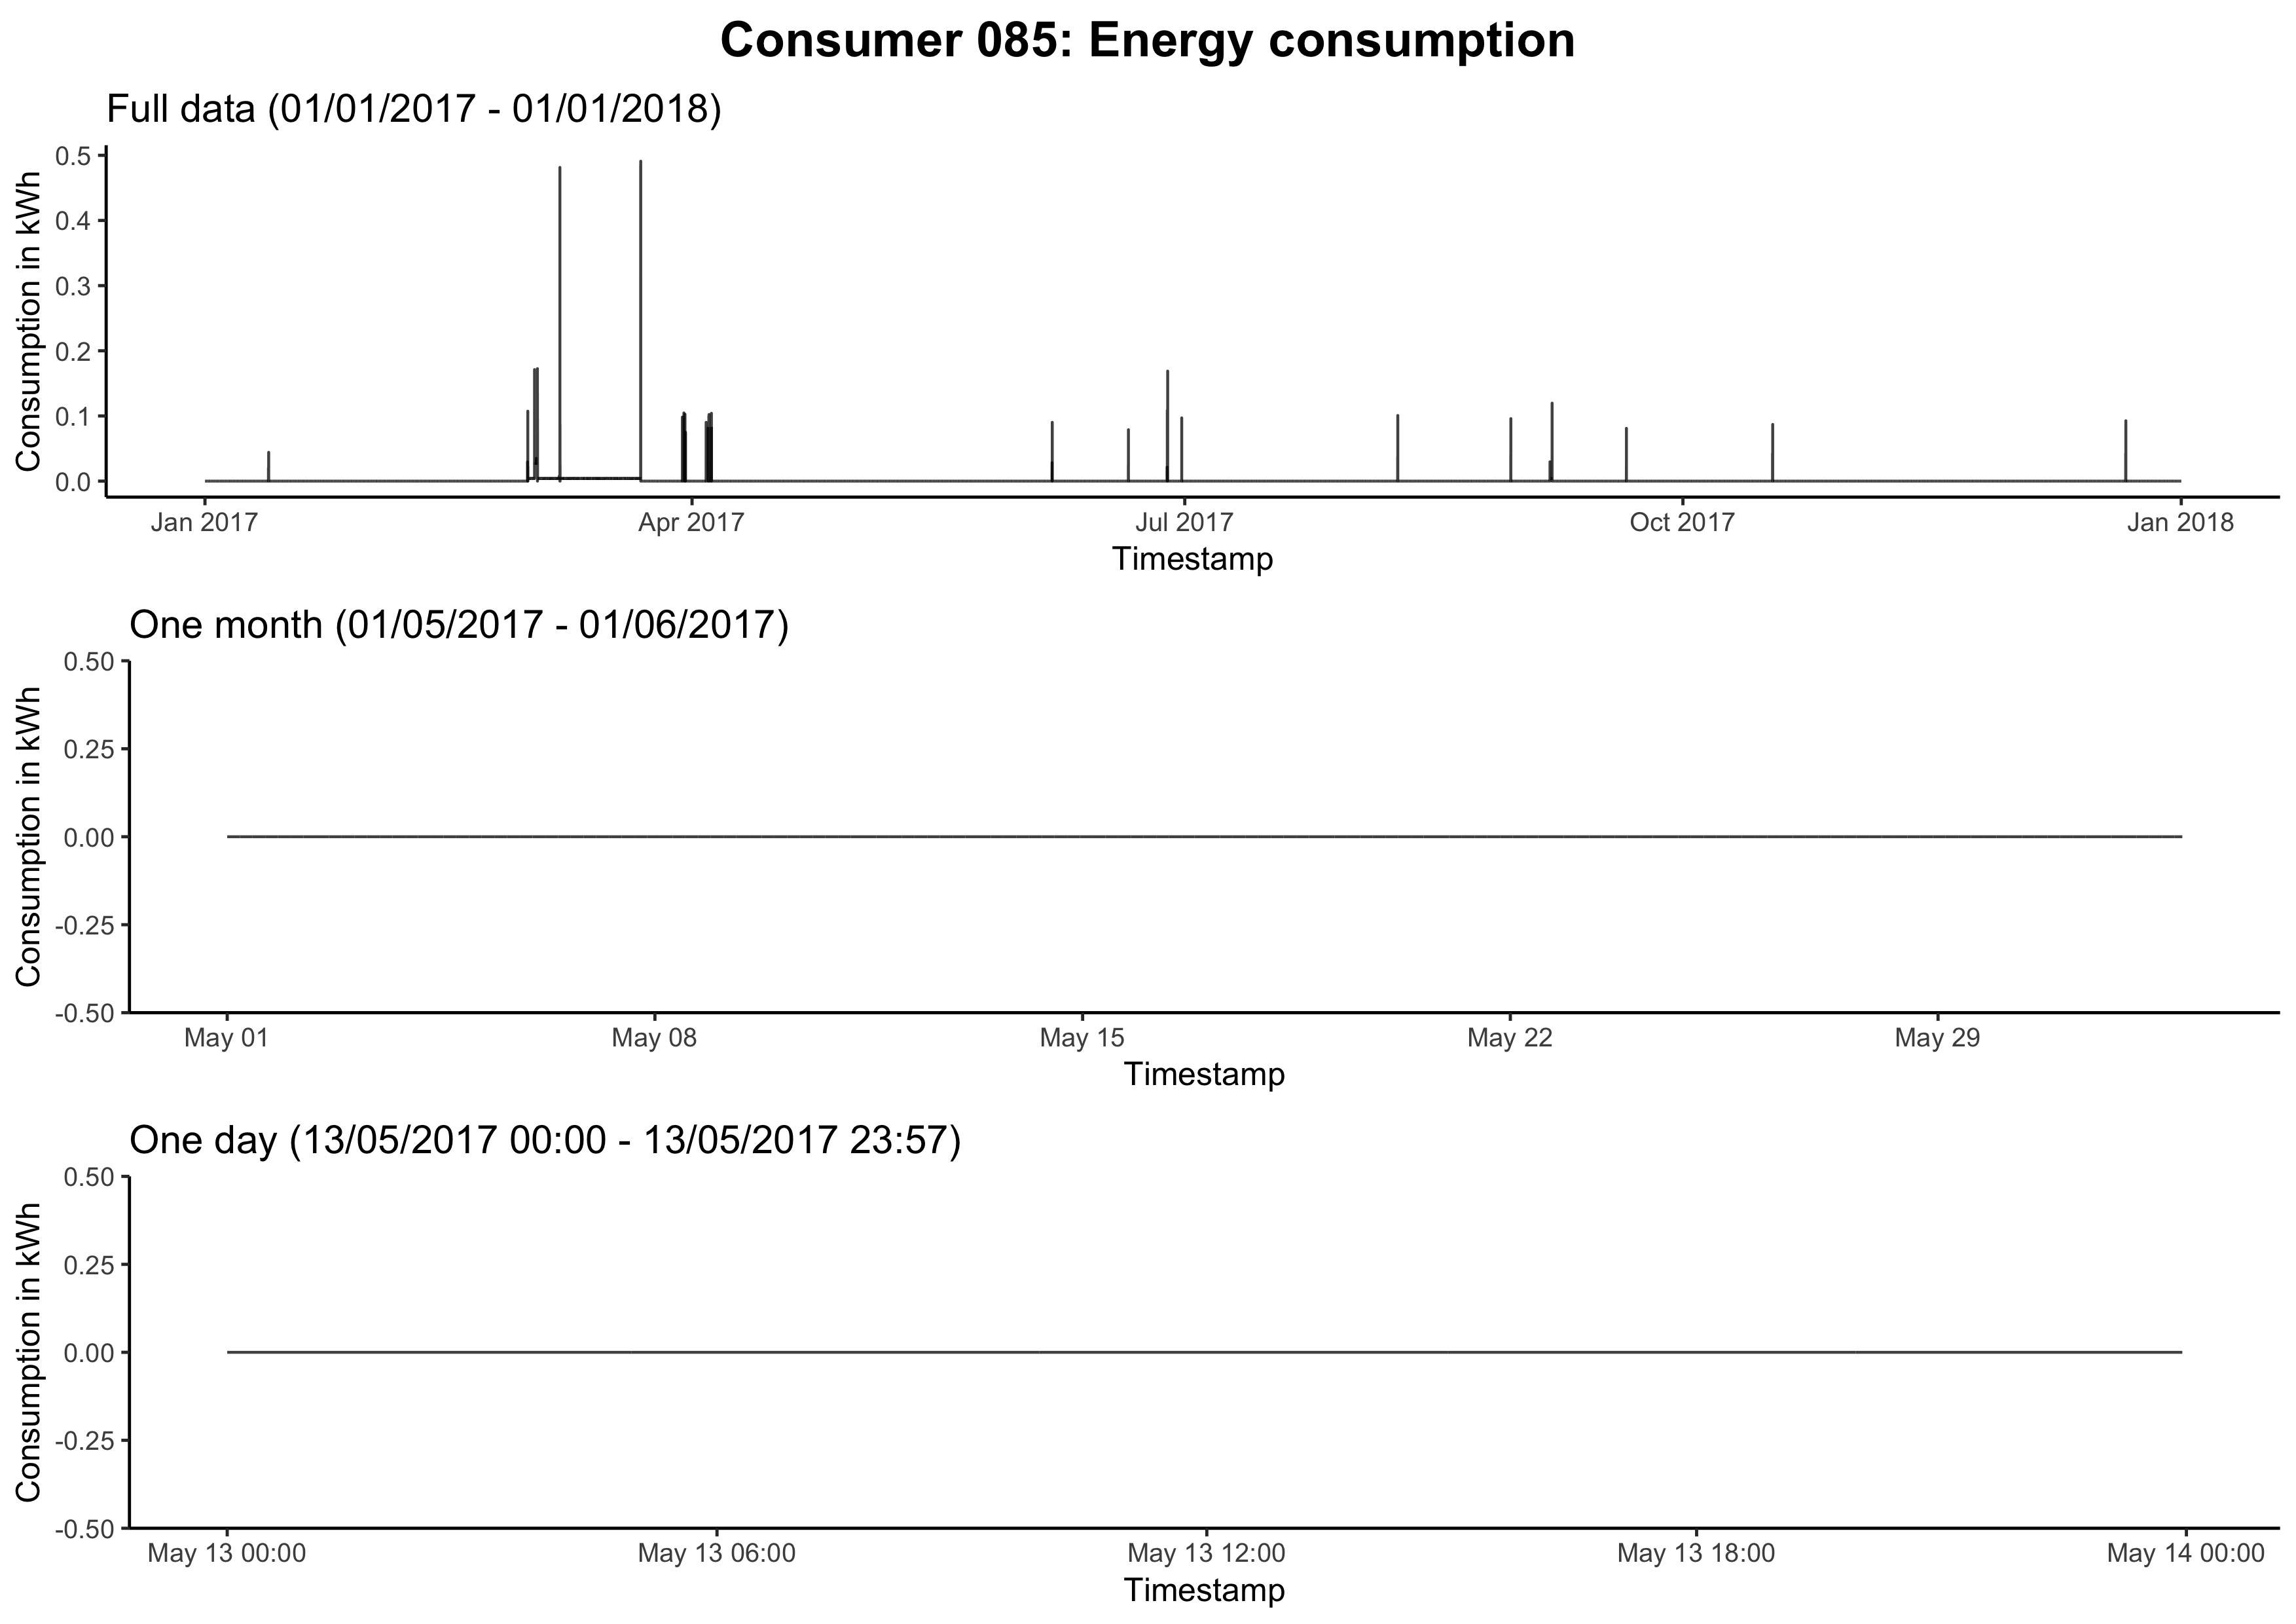 Consumer 085: Energy consumption
Full data (01/01/2017 - 01/01/2018)
Consumption in kWh
0.5
0.4
0.3
0.2
0.1
0.0
Jan 2017 Apr 2017 Jul 2017 Oct 2017 Jan 2018
Timestamp
One month (01/05/2017 - 01/06/2017)
Consumption in kWh
0.50
0.25
0.00
-0.25
-0.50
May 01 May 08 May 15 May 22 May 29
Timestamp
One day (13/05/2017 00:00 - 13/05/2017 23:57)
Consumption in kWh
0.50
0.25
0.00
-0.25
-0.50
May 13 00:00 May 13 06:00 May 13 12:00 May 13 18:00 May 14 00:00
Timestamp